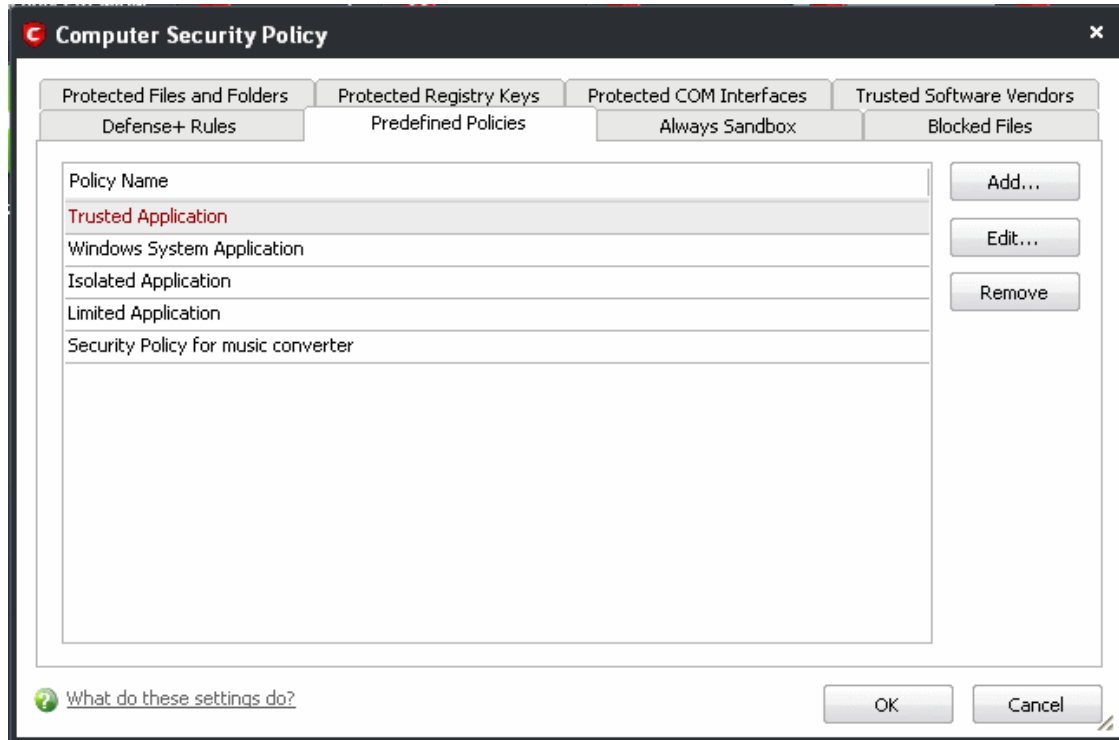 Computer Security Policy
Protected Files and Folders Protected Registry Keys Protected COM Interfaces Trusted Software Vendors
Defense+ Rules Predefined Policies Always Sandbox Blocked Files
Policy Name
Add...
Trusted Application
Edit...
Windows System Application
Isolated Application
Remove
Limited Application
Security Policy for music converter
What do these settings do?
OK Cancel